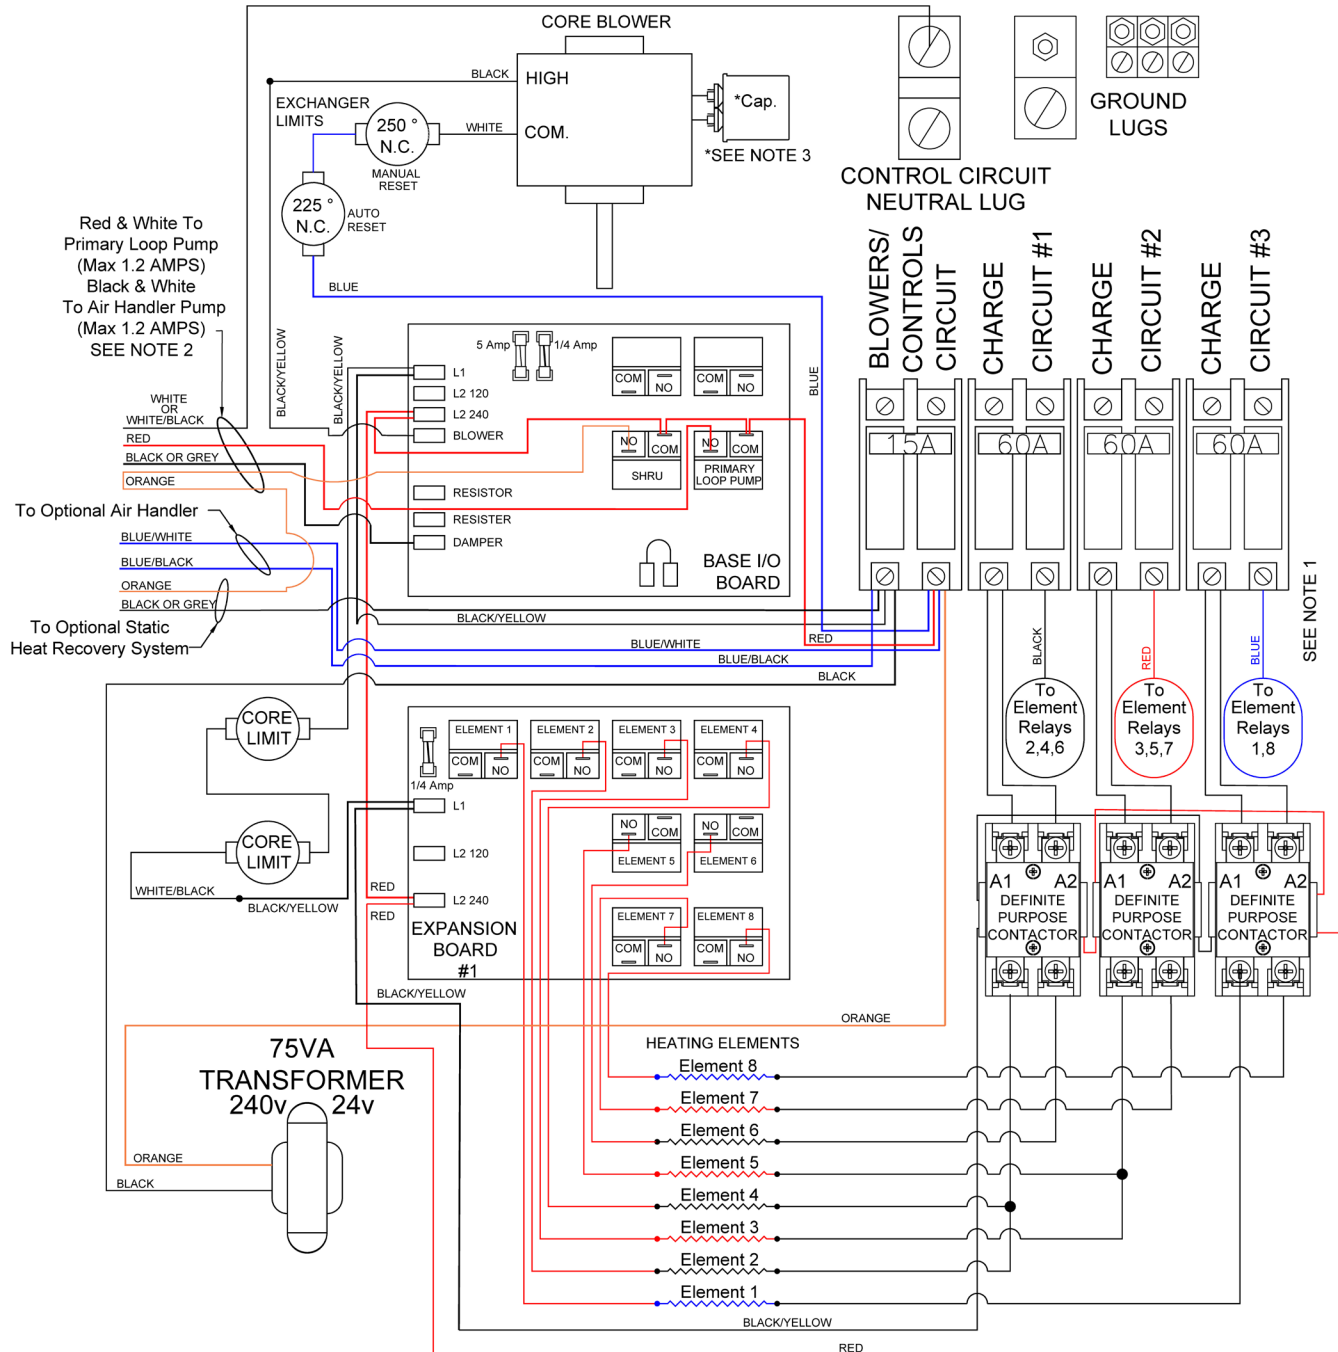 CORE BLOWER
BLACK
HIGH
EXCHANGER
LIMITS
250 °
N.C.
WHITE
COM.
MANUAL
RESET
*Cap.
*SEE NOTE 3
225 °
N.C.
AUTO
RESET
BLUE
GROUND
LUGS
CONTROL CIRCUIT
NEUTRAL LUG
Red & White To
Primary Loop Pump
(Max 1.2 AMPS)
Black & White
To Air Handler Pump
(Max 1.2 AMPS)
SEE NOTE 2
BLOWERS/
CONTROLS
CIRCUIT
CHARGE
CIRCUIT #1
CHARGE
CIRCUIT #2
CHARGE
CIRCUIT #3
BLACK/YELLOW
BLACK/YELLOW
BLUE
5 Amp
1/4 Amp
COM
NO
COM
NO
L1
L2 120
L2 240
BLOWER
NO
COM
SHRU
NO
COM
PRIMARY
LOOP PUMP
RESISTOR
RESISTER
DAMPER
BASE I/O
BOARD
15A
60A
60A
60A
WHITE
OR
WHITE/BLACK
RED
BLACK OR GREY
ORANGE
To Optional Air Handler
BLUE/WHITE
BLUE/BLACK
ORANGE
BLACK OR GREY
To Optional Static
Heat Recovery System
BLACK/YELLOW
BLUE/WHITE
RED
BLUE/BLACK
BLACK
BLACK
RED
BLUE
SEE NOTE 1
To
Element
Relays
2,4,6
To
Element
Relays
3,5,7
To
Element
Relays
1,8
CORE
LIMIT
CORE
LIMIT
WHITE/BLACK
BLACK/YELLOW
1/4 Amp
ELEMENT 1
COM
NO
ELEMENT 2
COM
NO
ELEMENT 3
COM
NO
ELEMENT 4
COM
NO
L1
L2 120
L2 240
NO
COM
ELEMENT 5
NO
COM
ELEMENT 6
RED
RED
ELEMENT 7
COM
NO
ELEMENT 8
COM
NO
EXPANSION
BOARD
#1
A1
A2
DEFINITE
PURPOSE
CONTACTOR
A1
A2
DEFINITE
PURPOSE
CONTACTOR
A1
A2
DEFINITE
PURPOSE
CONTACTOR
BLACK/YELLOW
ORANGE
75VA
TRANSFORMER
240v
24v
ORANGE
BLACK
HEATING ELEMENTS
Element 8
Element 7
Element 6
Element 5
Element 4
Element 3
Element 2
Element 1
BLACK/YELLOW
RED